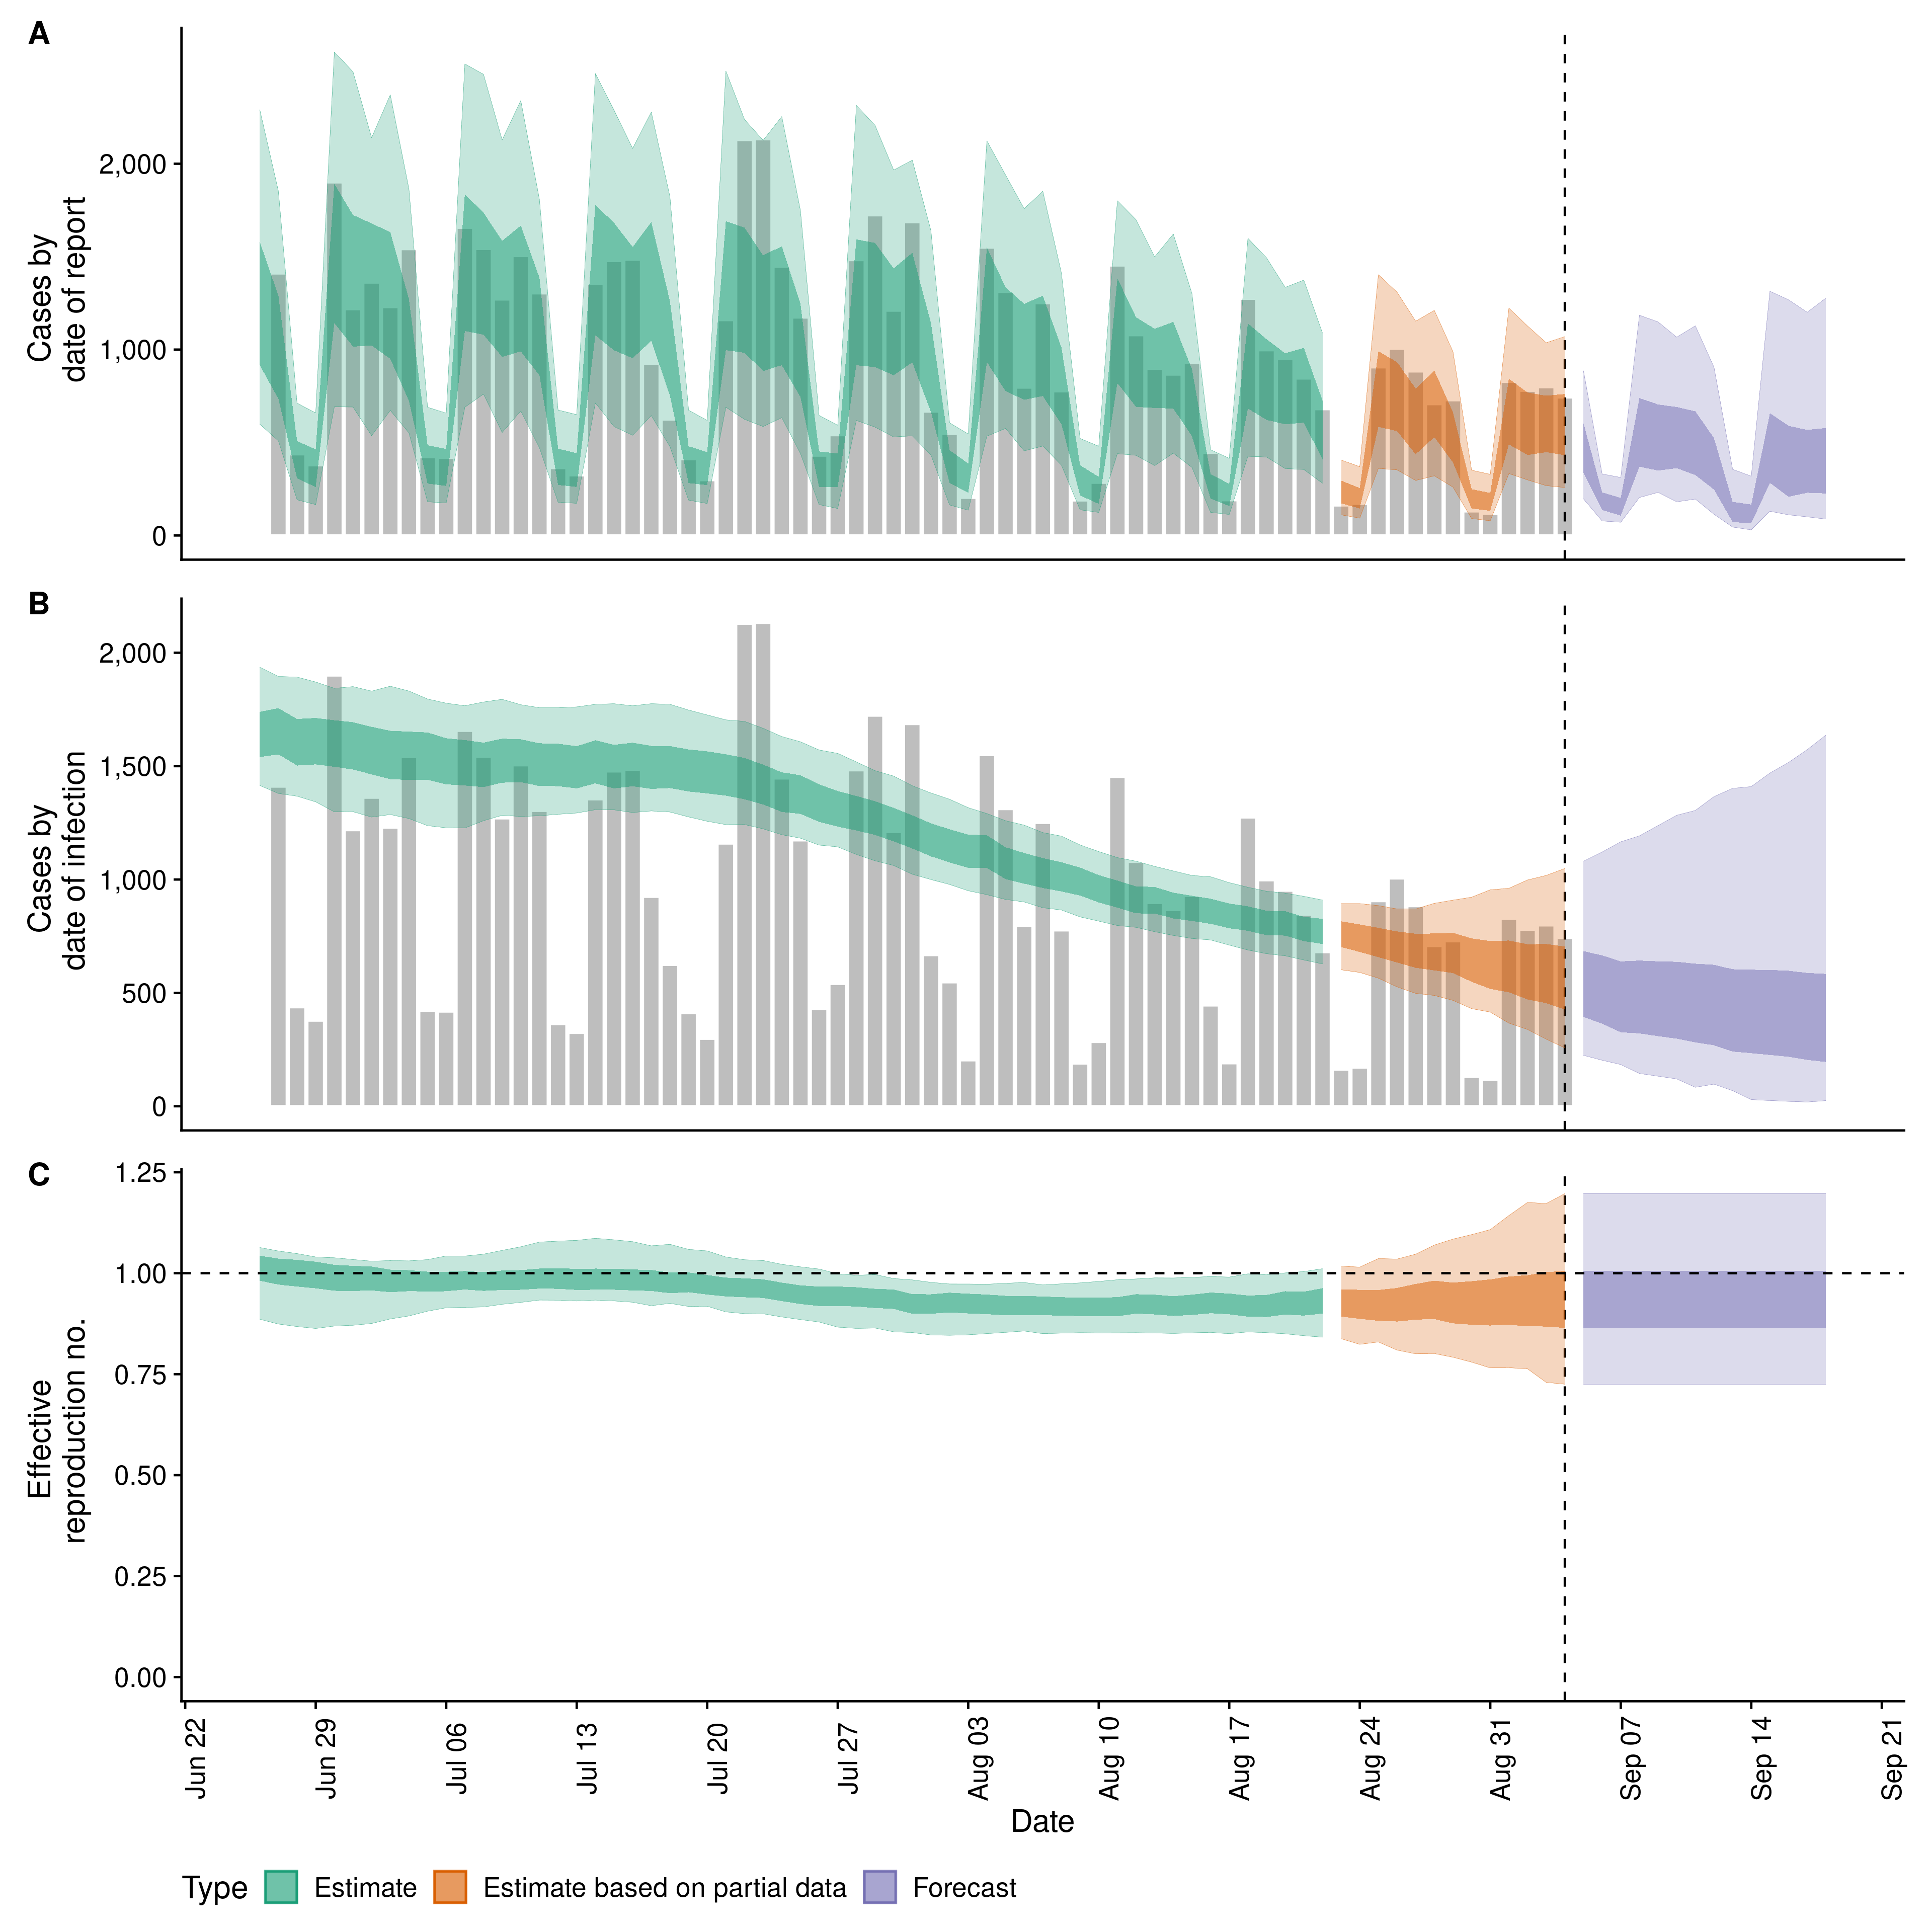 A
Cases by
date of report
2,000
1,000
0
B
Cases by
date of infection
2,000
1,500
1,000
500
0
C
Effective
reproduction no.
1.25
1.00
0.75
0.50
0.25
0.00
Jun 22
Jun 29
Jul 06
Jul 13
Jul 20
Jul 27
Aug 03
Aug 10
Aug 17
Aug 24
Aug 31
Sep 07
Sep 14
Sep 21
Date
Type Estimate Estimate based on partial data Forecast